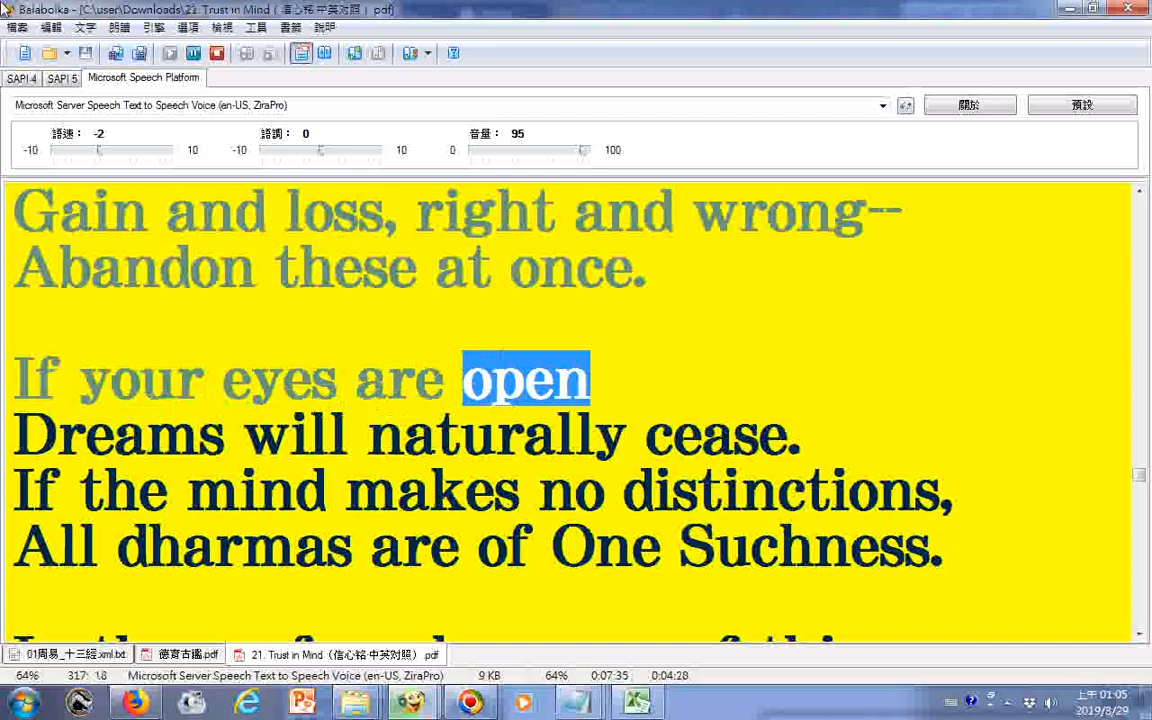 Balabolka - [C:\user\Downloads\21. Trust in Mind（信心铭·中英对照）.pdf]
檔案 編輯 文字 朗讀 引擎 選項 檢視 工具 書籤 說明
SAPI 4 SAPI 5 Microsoft Speech Platform
Microsoft Server Speech Text to Speech Voice (en-US, ZiraPro) 關於 預設
語速： -2 語調： 0 音量： 95
-10 10 -10 10 0 100
Gain and loss, right and wrong--
Abandon these at once.
If your eyes are open
Dreams will naturally cease.
If the mind makes no distinctions,
All dharmas are of One Suchness.
01周易_十三經.xml.txt 德育古鑑.pdf 21. Trust in Mind（信心铭·中英对照）.pdf
64% 317: 18 Microsoft Server Speech Text to Speech Voice (en-US, ZiraPro) 9 KB 64% 0:07:35 0:04:28
上午 01:05
2019/8/29